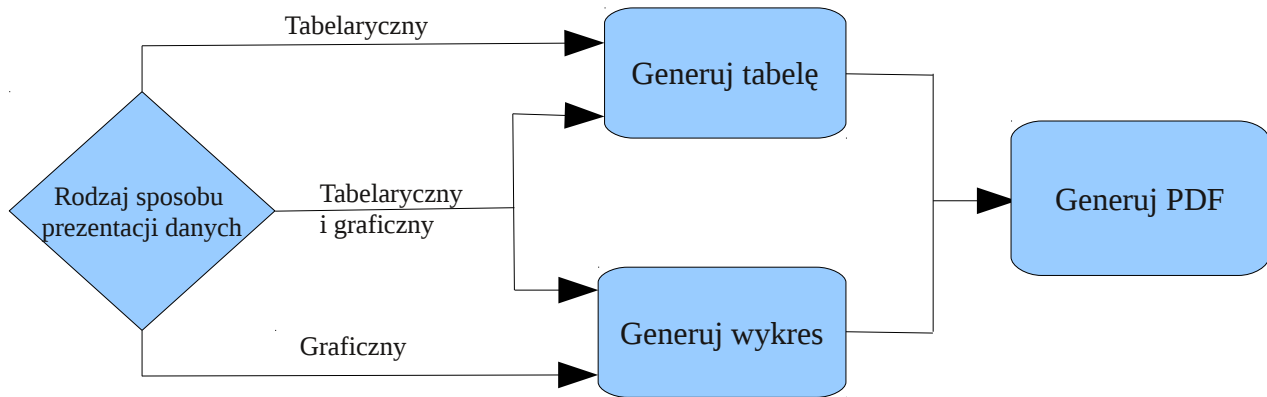 Tabelaryczny
Generuj tabelę
Rodzaj sposobu
prezentacji danych
Tabelaryczny
i graficzny
Generuj PDF
Generuj wykres
Graficzny